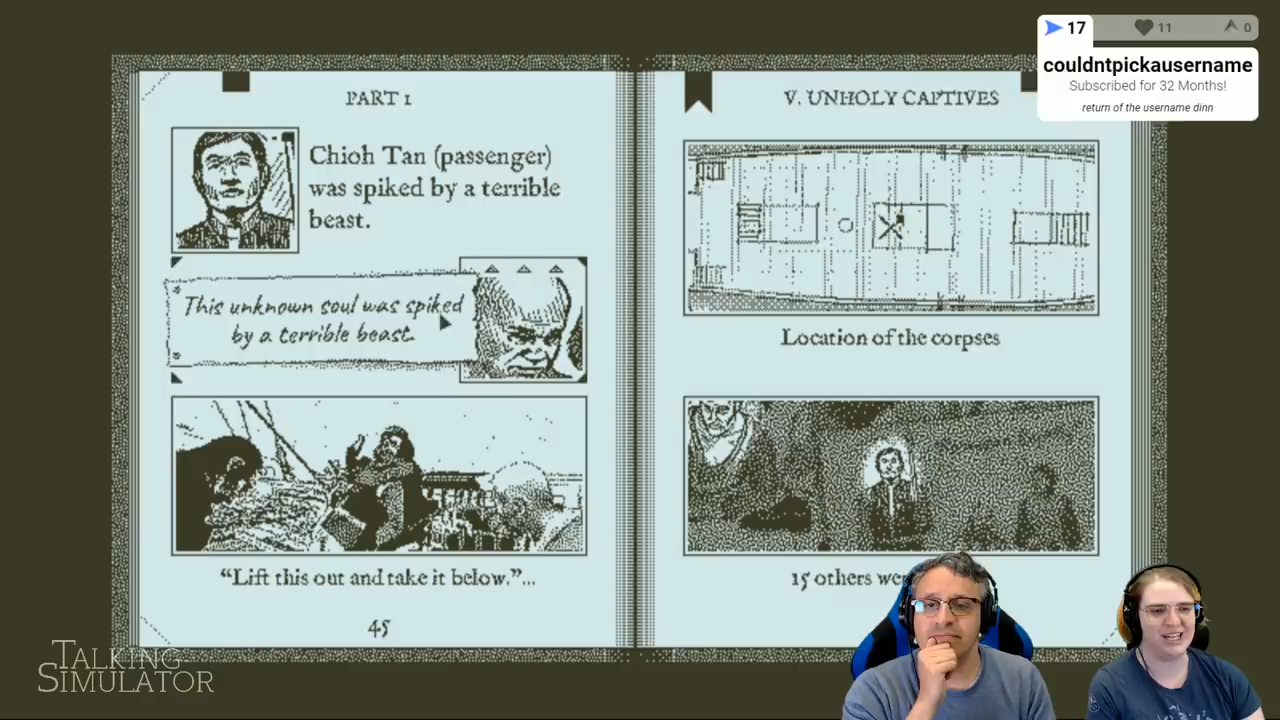 17
11
0
couldntpickausername
Subscribed for 32 Months!
return of the username dinn
PART 1
Chioh Tan (passenger)
was spiked by a terrible
beast.
This unknown soul was spiked
by a terrible beast.
"Lift this out and take it below."...
45
V. UNHOLY CAPTIVES
Location of the corpses
15 others
TALKING
SIMULATOR